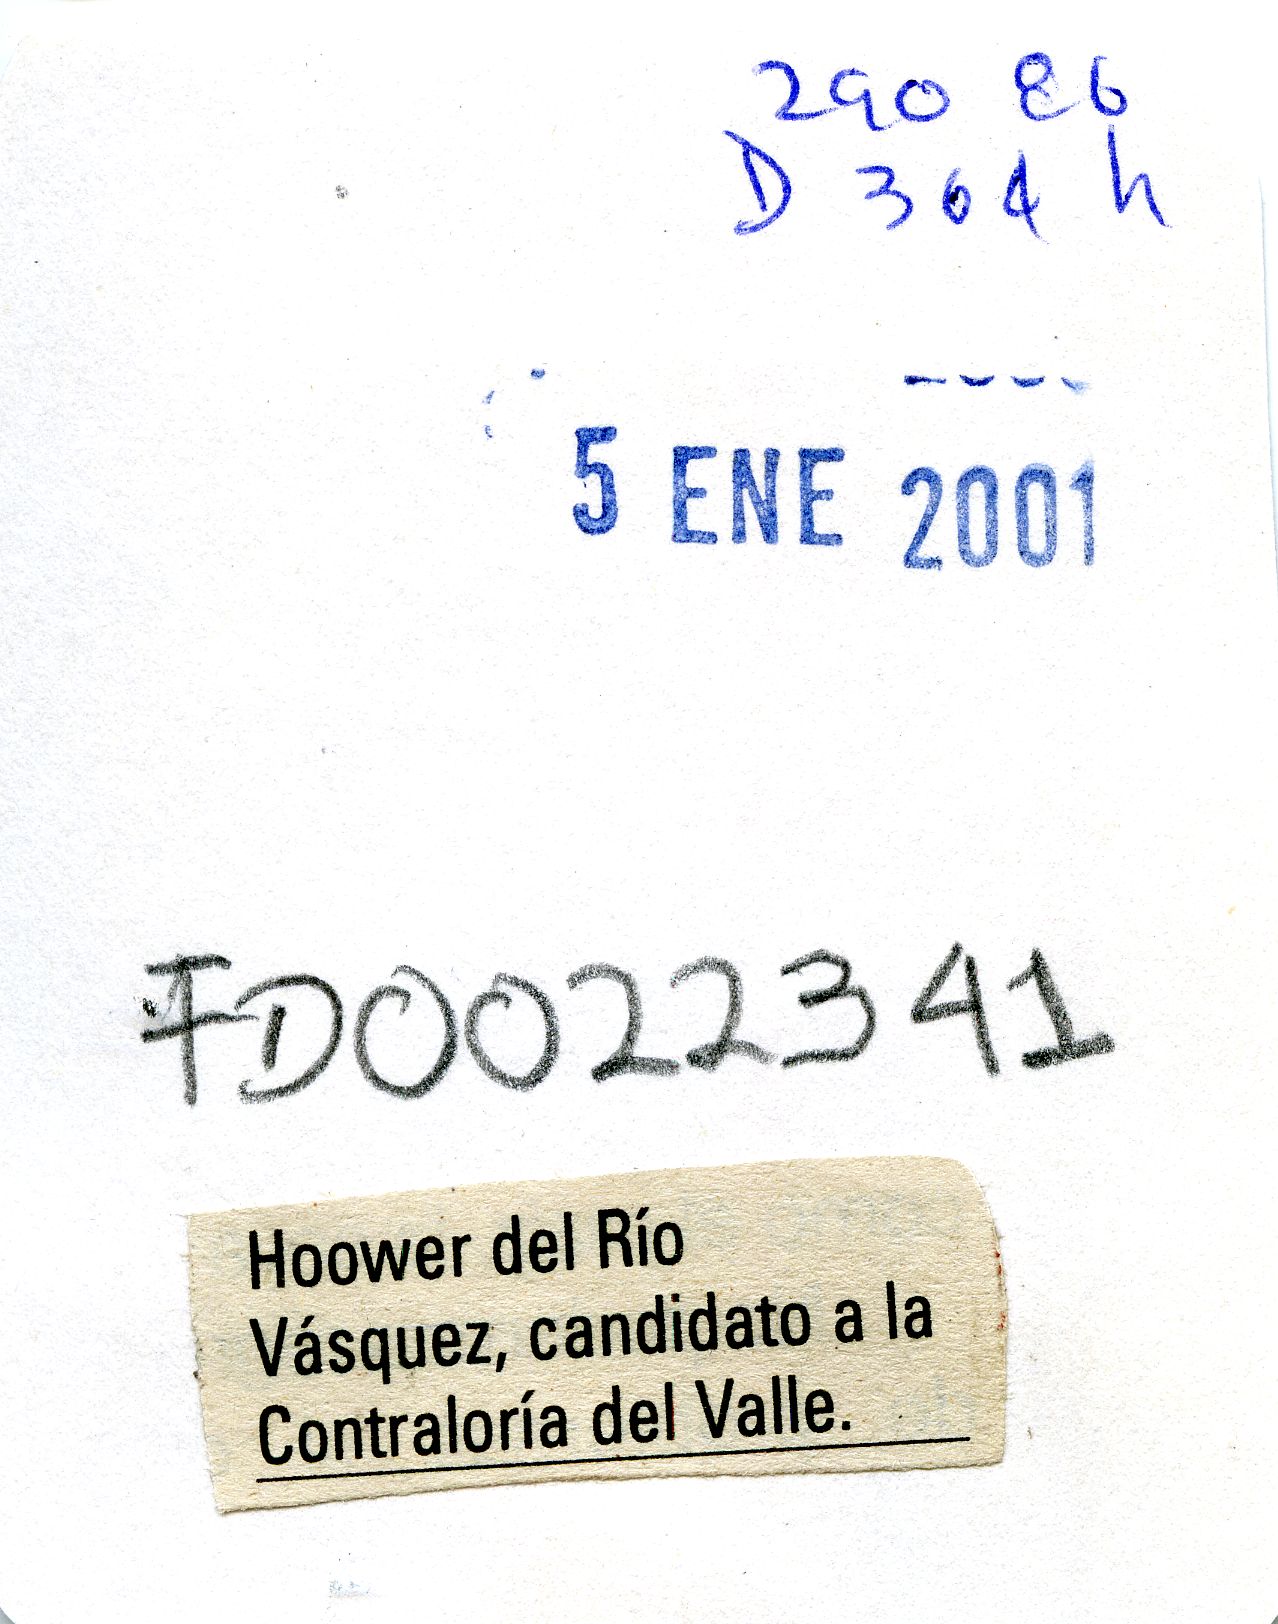 290 86
D 304 h
5 ENE 2001
FD0022341
Hoower del Río
Vásquez, candidato a la
Contraloría del Valle.